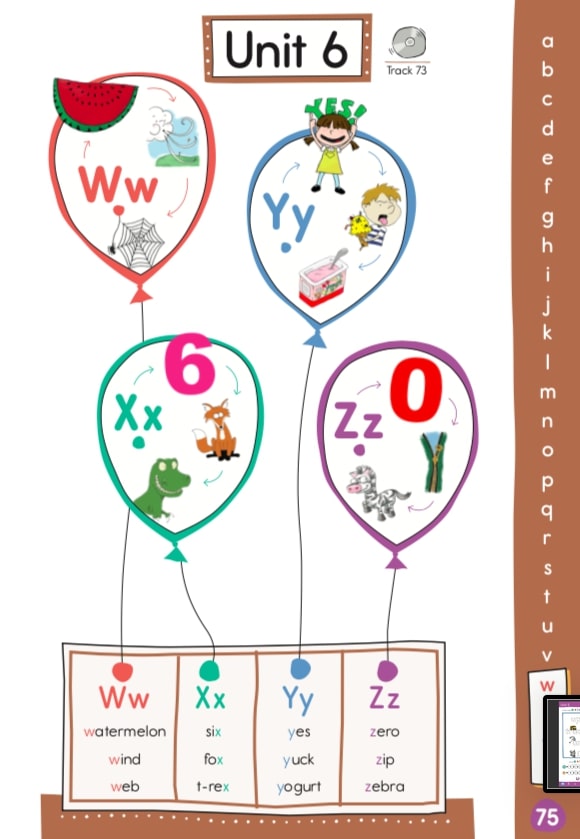 Unit 6
Track 73
Ww
YES!
Yy
6
Xx
0
Zz
Ww
Xx
Yy
Zz
watermelon
six
yes
zero
wind
fox
yuck
zip
web
t-rex
yogurt
zebra
a
b
c
d
e
f
g
h
i
j
k
l
m
n
o
p
q
r
s
t
u
v
w
75